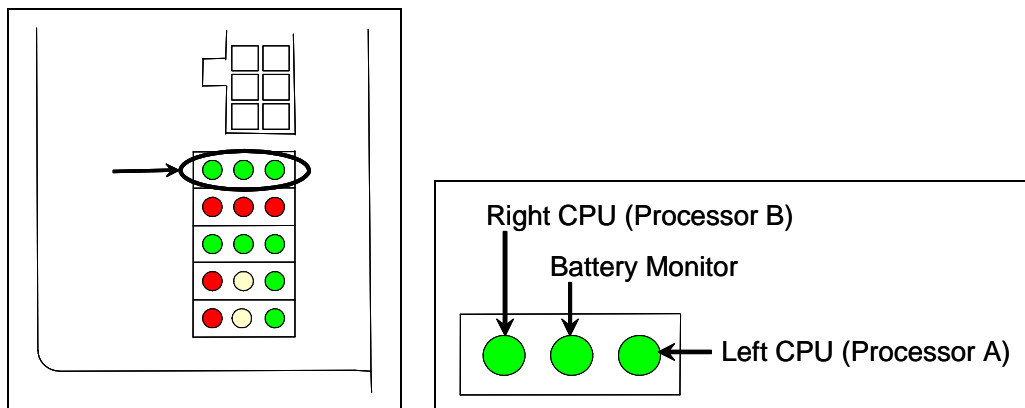 Right CPU (Processor B)
Battery Monitor
Left CPU (Processor A)